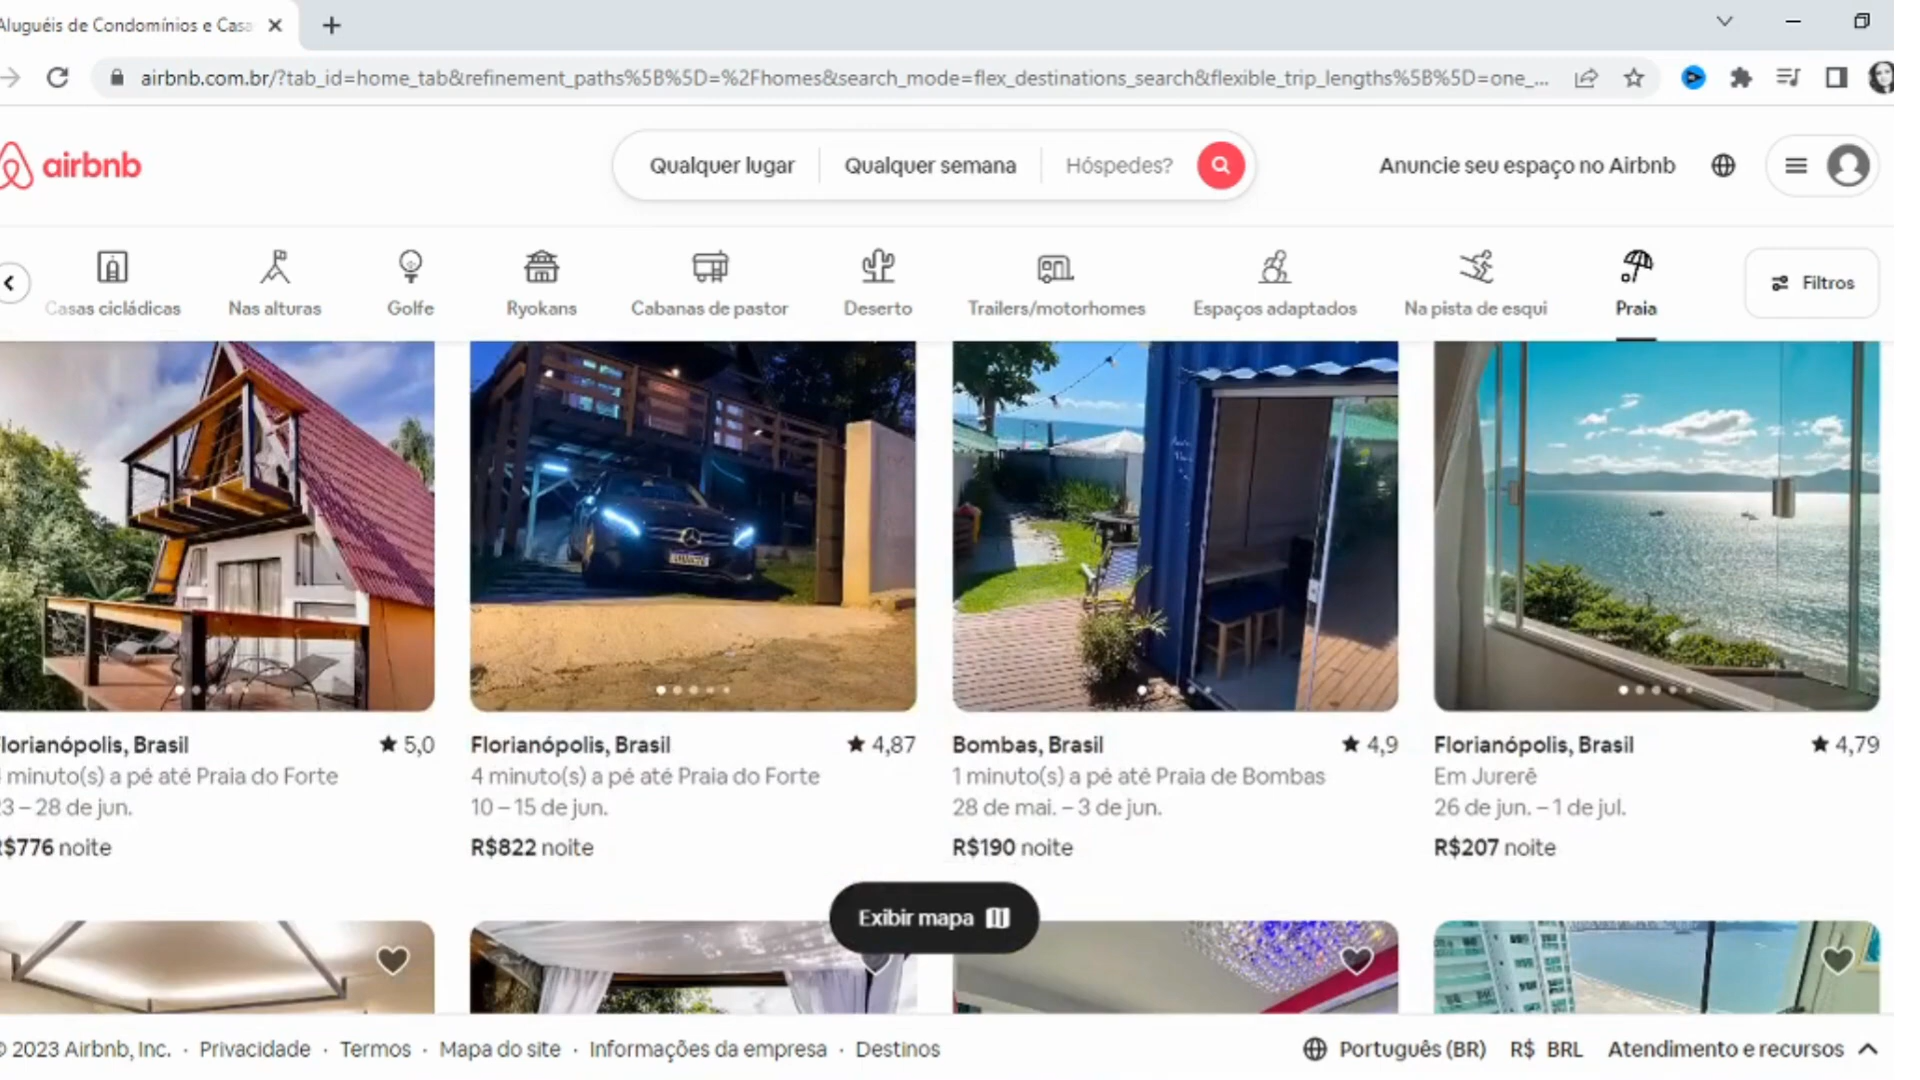 Aluguéis de Condomínios e Casa
airbnb.com.br/?tab_id=home_tab&refinement_paths%5B%5D=%2Fhomes&search_mode=flex_destinations_search&flexible_trip_lengths%5B%5D=one_...
airbnb
Qualquer lugar
Qualquer semana
Hóspedes?
Anuncie seu espaço no Airbnb
Casas cicládicas
Nas alturas
Golfe
Ryokans
Cabanas de pastor
Deserto
Trailers/motorhomes
Espaços adaptados
Na pista de esqui
Praia
Filtros
lorianópolis, Brasil
5,0
minuto(s) a pé até Praia do Forte
3 – 28 de jun.
R$776 noite
Florianópolis, Brasil
4,87
4 minuto(s) a pé até Praia do Forte
10 – 15 de jun.
R$822 noite
Bombas, Brasil
4,9
1 minuto(s) a pé até Praia de Bombas
28 de mai. – 3 de jun.
R$190 noite
Florianópolis, Brasil
4,79
Em Jurerê
26 de jun. – 1 de jul.
R$207 noite
Exibir mapa
© 2023 Airbnb, Inc. · Privacidade · Termos · Mapa do site · Informações da empresa · Destinos
Português (BR) R$ BRL Atendimento e recursos